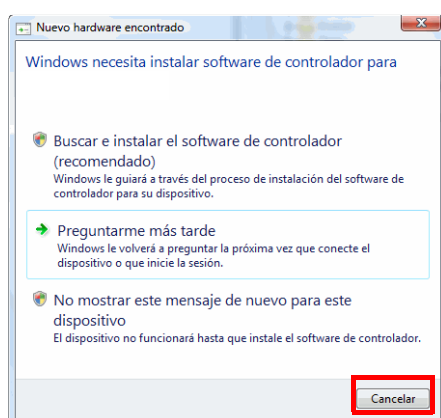 Nuevo hardware encontrado
Windows necesita instalar software de controlador para
Buscar e instalar el software de controlador
(recomendado)
Windows le guiará a través del proceso de instalación del software de
controlador para su dispositivo.
Preguntarme más tarde
Windows le volverá a preguntar la próxima vez que conecte el
dispositivo o que inicie la sesión.
No mostrar este mensaje de nuevo para este
dispositivo
El dispositivo no funcionará hasta que instale el software de controlador.
Cancelar